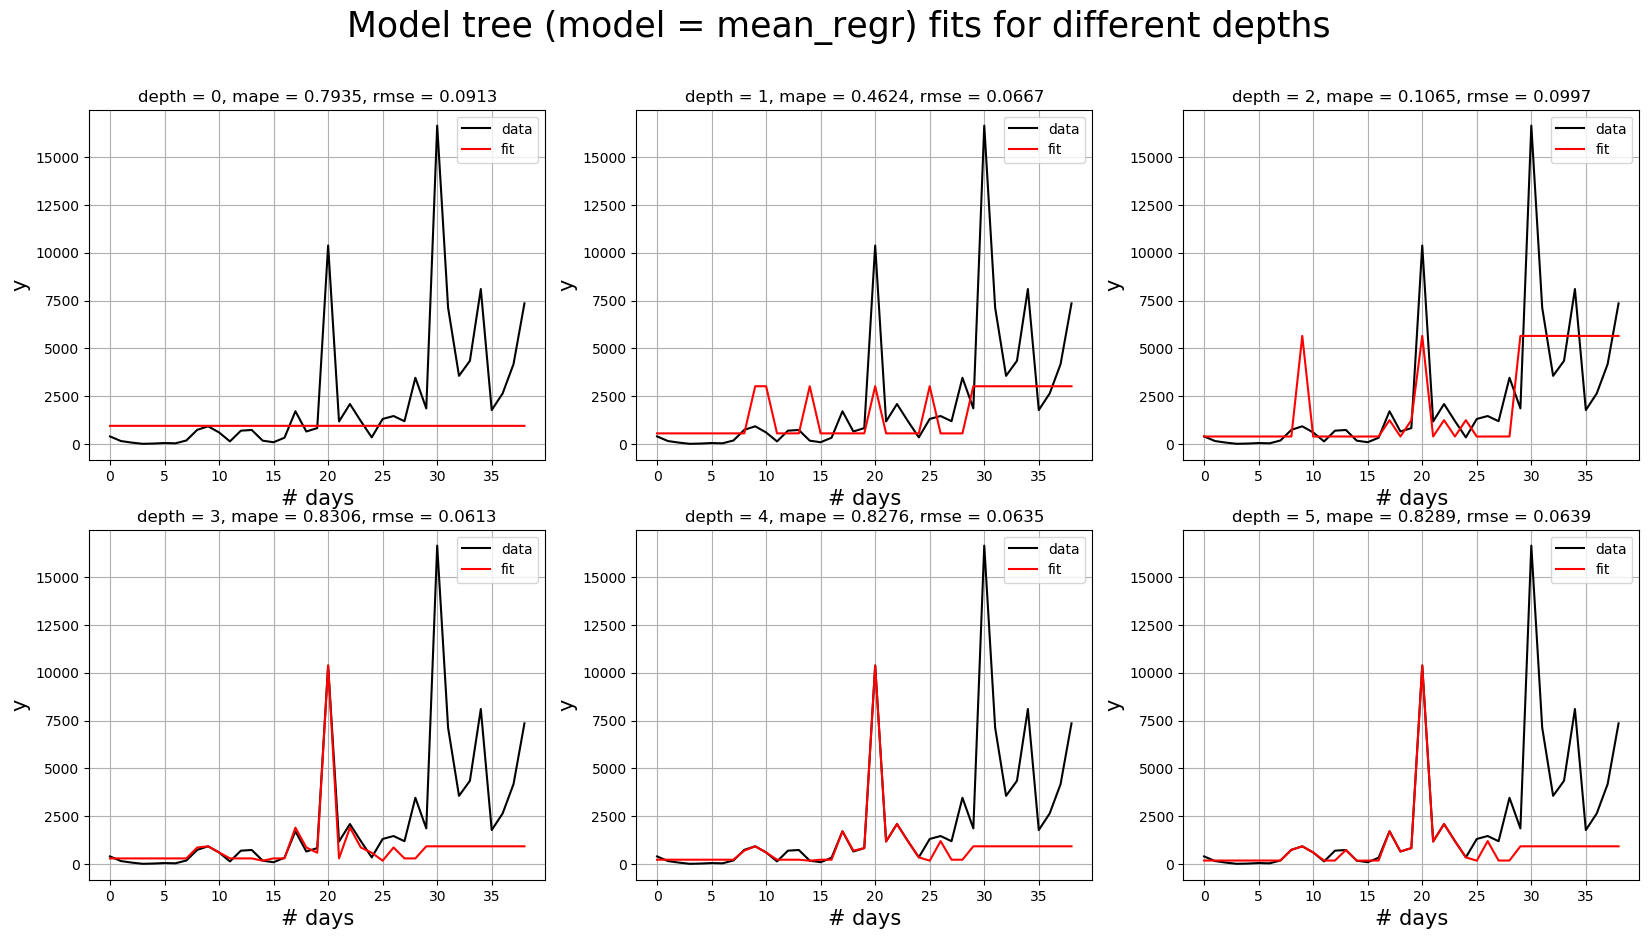 Model tree (model = mean_regr) fits for different depths
depth = 0, mape = 0.7935, rmse = 0.0913
data
fit
15000
12500
10000
7500
5000
2500
0
y
0 5 10 15 20 25 30 35
# days
depth = 1, mape = 0.4624, rmse = 0.0667
data
fit
15000
12500
10000
7500
5000
2500
0
y
0 5 10 15 20 25 30 35
# days
depth = 2, mape = 0.1065, rmse = 0.0997
data
fit
15000
12500
10000
7500
5000
2500
0
y
0 5 10 15 20 25 30 35
# days
depth = 3, mape = 0.8306, rmse = 0.0613
data
fit
15000
12500
10000
7500
5000
2500
0
y
0 5 10 15 20 25 30 35
# days
depth = 4, mape = 0.8276, rmse = 0.0635
data
fit
15000
12500
10000
7500
5000
2500
0
y
0 5 10 15 20 25 30 35
# days
depth = 5, mape = 0.8289, rmse = 0.0639
data
fit
15000
12500
10000
7500
5000
2500
0
y
0 5 10 15 20 25 30 35
# days